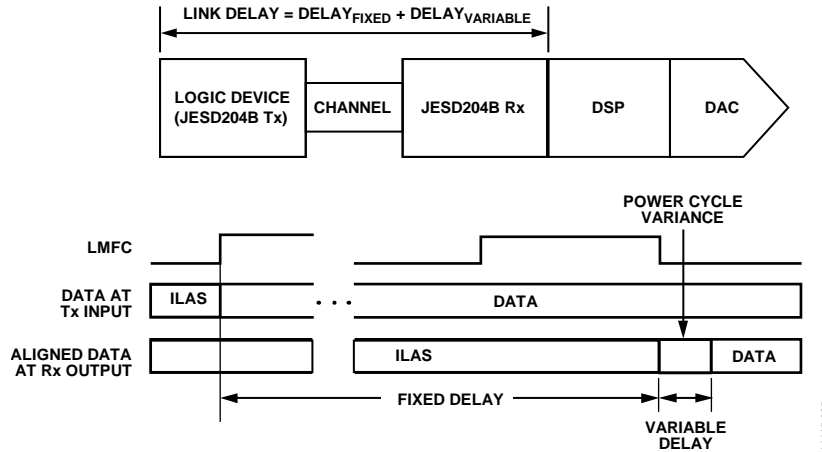 LINK DELAY = DELAYFIXED + DELAYVARIABLE
LOGIC DEVICE
(JESD204B Tx)
CHANNEL
JESD204B Rx
DSP
DAC
POWER CYCLE
VARIANCE
LMFC
DATA AT
Tx INPUT
ILAS
. . .
DATA
ALIGNED DATA
AT Rx OUTPUT
ILAS
DATA
FIXED DELAY
VARIABLE
DELAY